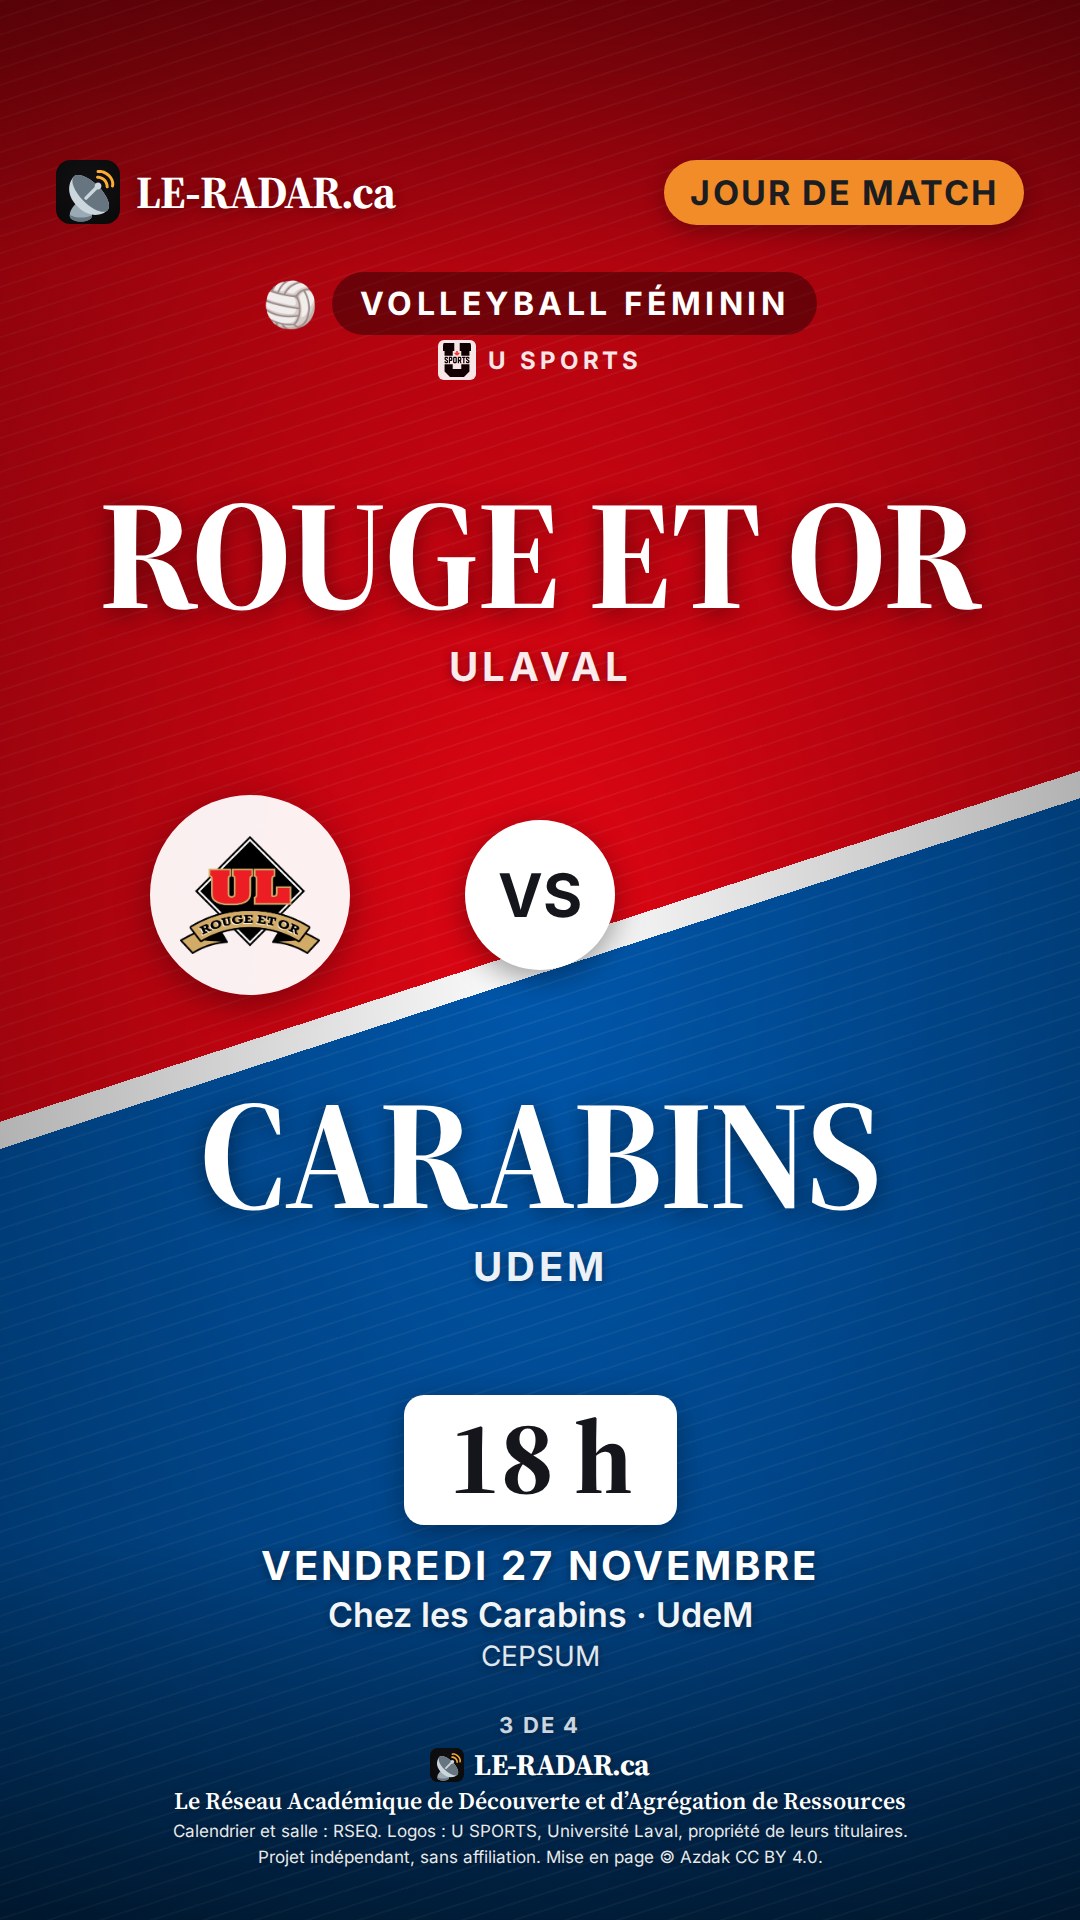 LE-RADAR.ca
JOUR DE MATCH
VOLLEYBALL FÉMININ
SPORTS
U SPORTS
ROUGE ET OR
ULAVAL
UL
ROUGE ET OR
VS
CARABINS
UDEM
18 h
VENDREDI 27 NOVEMBRE
Chez les Carabins · UdeM
CEPSUM
3 DE 4
LE-RADAR.ca
Le Réseau Académique de Découverte et d’Agrégation de Ressources
Calendrier et salle : RSEQ. Logos : U SPORTS, Université Laval, propriété de leurs titulaires.
Projet indépendant, sans affiliation. Mise en page 🄯 Azdak CC BY 4.0.